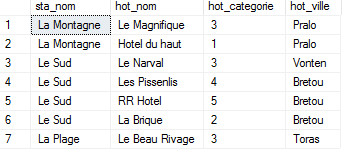 sta_nom hot_nom hot_categorie hot_ville
1 La Montagne Le Magnifique 3 Pralo
2 La Montagne Hotel du haut 1 Pralo
3 Le Sud Le Narval 3 Vonten
4 Le Sud Les Pissenlis 4 Bretou
5 Le Sud RR Hotel 5 Bretou
6 Le Sud La Brique 2 Bretou
7 La Plage Le Beau Rivage 3 Toras